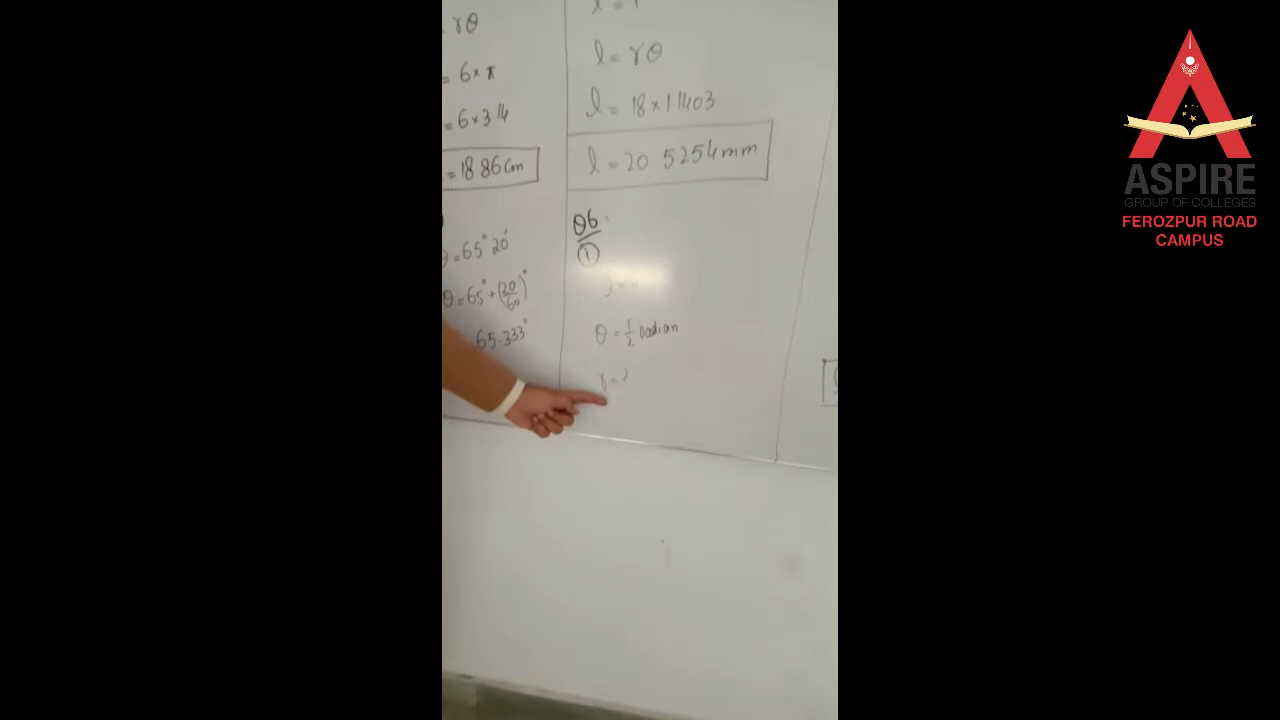 = rθ
= 6 × π
= 6 × 3.14
= 18 86 cm
θ = 65° 20'
θ = 65° + (20/60)°
65.333°
l = rθ
l = 18 × 1 1403
l = 20 5254 mm
Q6:
①
θ = 1/2 radian
r = ?
ASPIRE
GROUP OF COLLEGES
FEROZPUR ROAD
CAMPUS